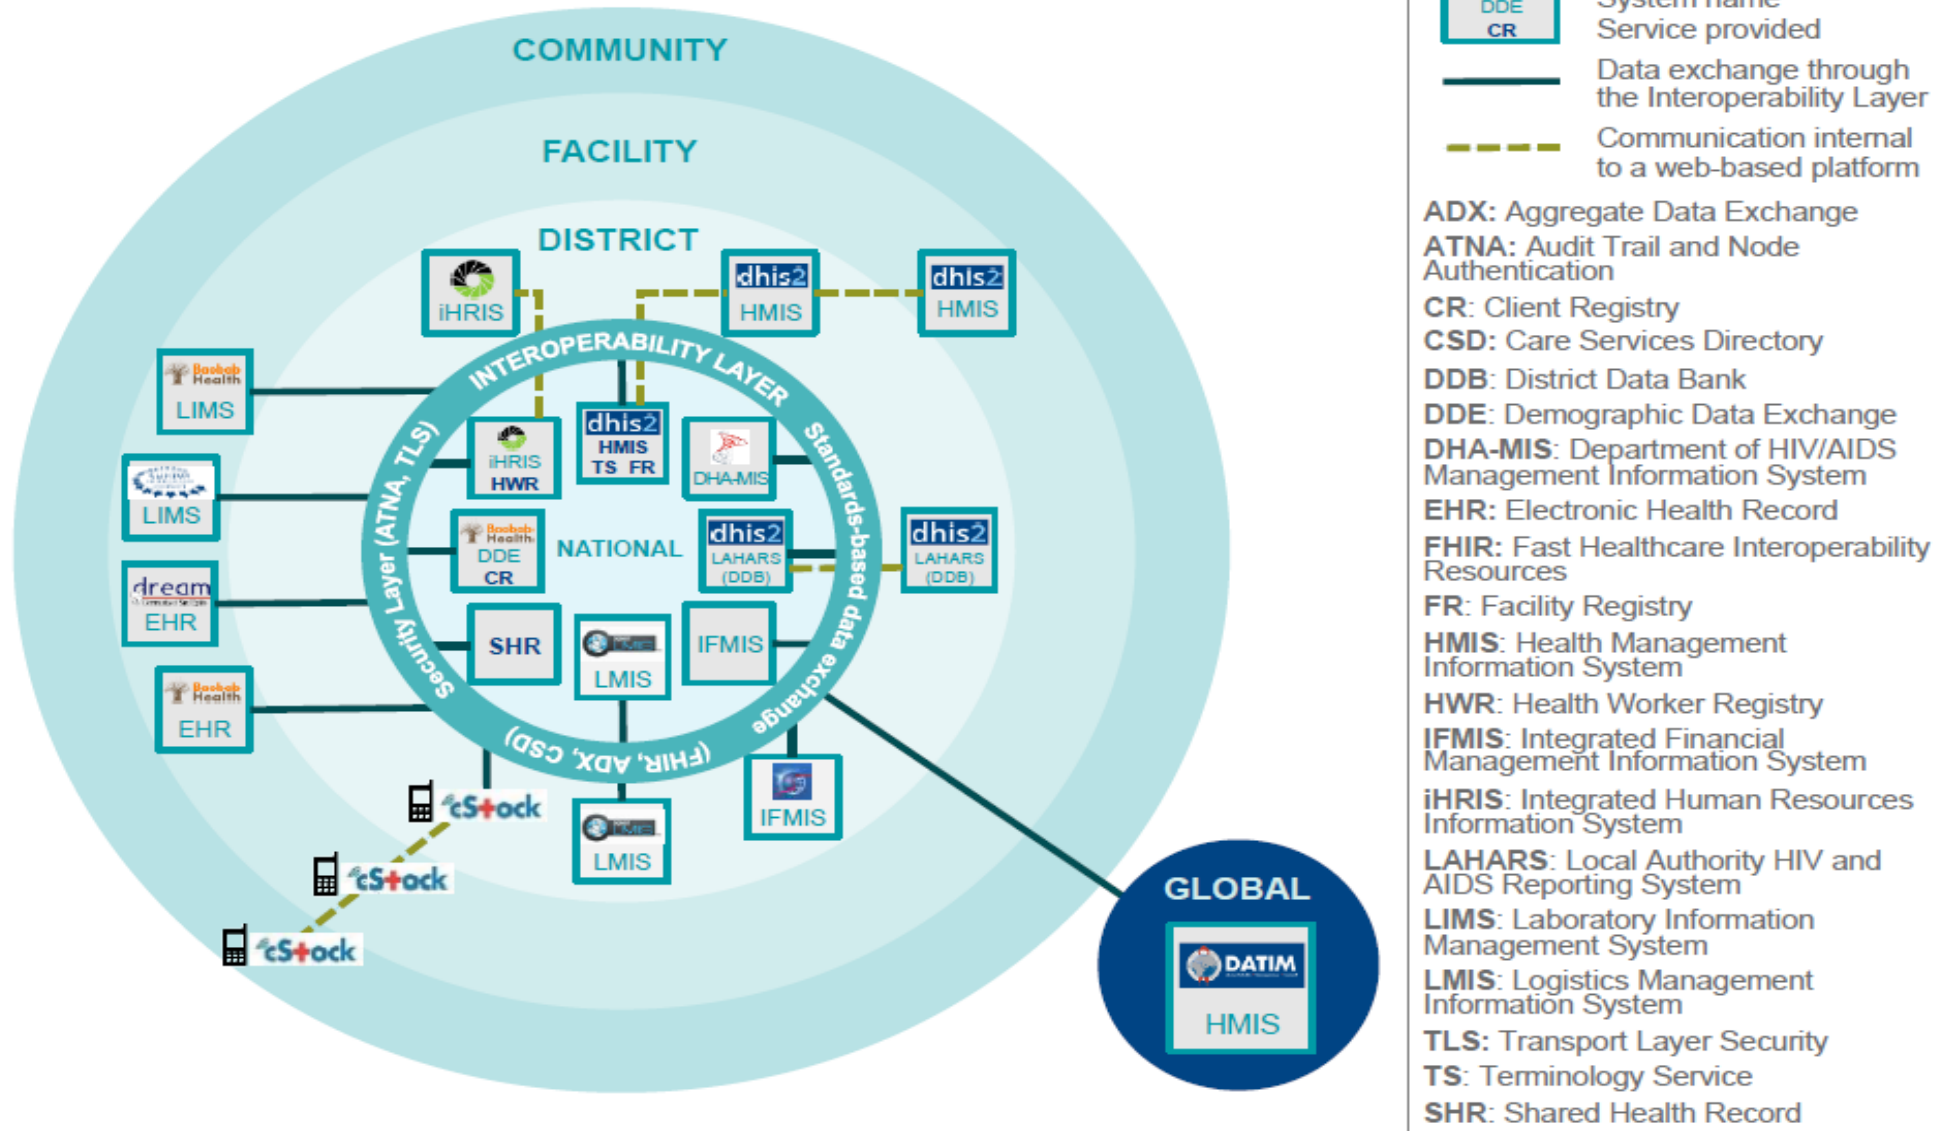 COMMUNITY
FACILITY
DISTRICT
iHRIS
dhis2
HMIS
dhis2
HMIS
INTEROPERABILITY LAYER
Standards-based data exchange
(FHIR, ADX, CSD)
Security Layer (ATNA, TLS)
Baobab
Health
LIMS
LIMS
dream
EHR
Baobab
Health
EHR
iHRIS
HWR
dhis2
HMIS
TS FR
DHA-MIS
Baobab
Health
DDE
CR
NATIONAL
dhis2
LAHARS
(DDB)
dhis2
LAHARS
(DDB)
SHR
LMIS
IFMIS
LMIS
IFMIS
cStock
cStock
cStock
GLOBAL
DATIM
HMIS
DDE
CR
System name
Service provided
Data exchange through
the Interoperability Layer
Communication internal
to a web-based platform
ADX: Aggregate Data Exchange
ATNA: Audit Trail and Node
Authentication
CR: Client Registry
CSD: Care Services Directory
DDB: District Data Bank
DDE: Demographic Data Exchange
DHA-MIS: Department of HIV/AIDS
Management Information System
EHR: Electronic Health Record
FHIR: Fast Healthcare Interoperability
Resources
FR: Facility Registry
HMIS: Health Management
Information System
HWR: Health Worker Registry
IFMIS: Integrated Financial
Management Information System
iHRIS: Integrated Human Resources
Information System
LAHARS: Local Authority HIV and
AIDS Reporting System
LIMS: Laboratory Information
Management System
LMIS: Logistics Management
Information System
TLS: Transport Layer Security
TS: Terminology Service
SHR: Shared Health Record